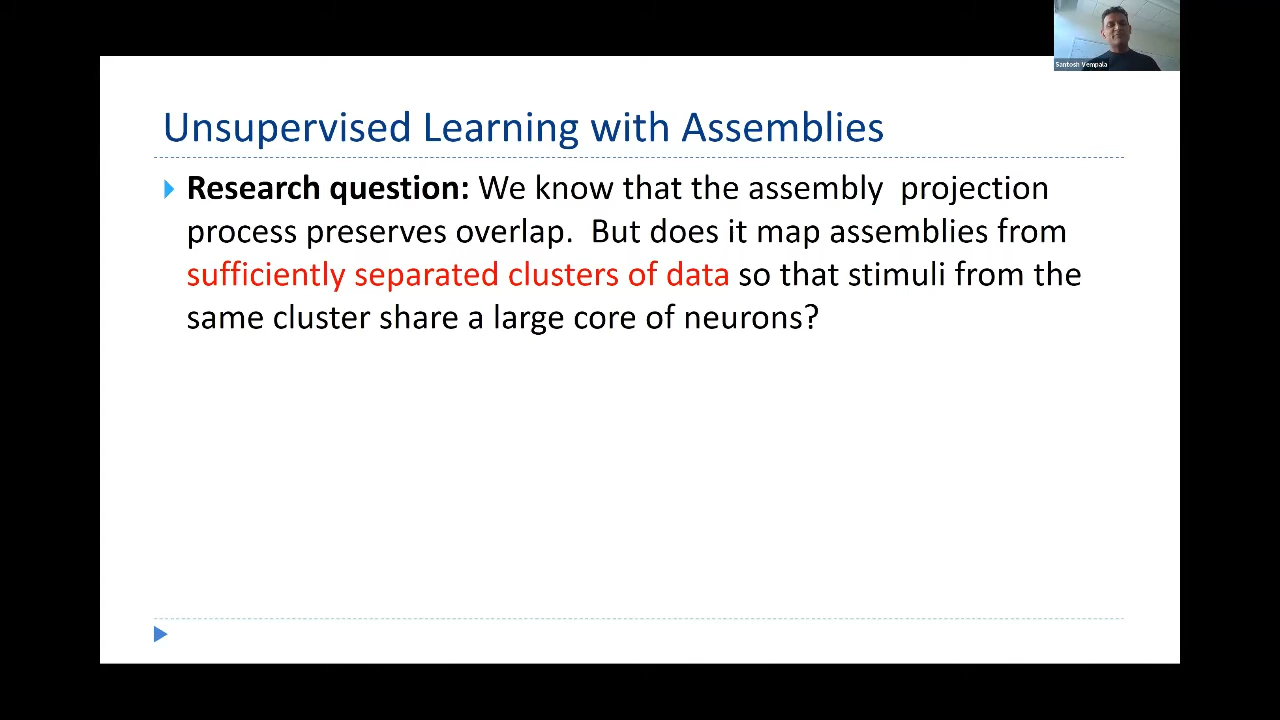 Santosh Vempala
Unsupervised Learning with Assemblies
Research question: We know that the assembly projection
process preserves overlap. But does it map assemblies from
sufficiently separated clusters of data so that stimuli from the
same cluster share a large core of neurons?